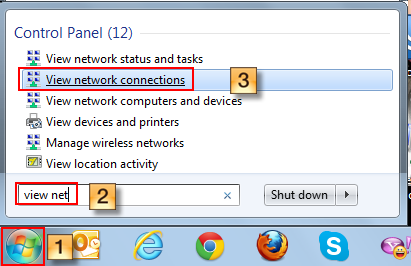 Control Panel (12)
View network status and tasks
View network connections
3
View network computers and devices
View devices and printers
Manage wireless networks
View location activity
view net
2
Shut down
1